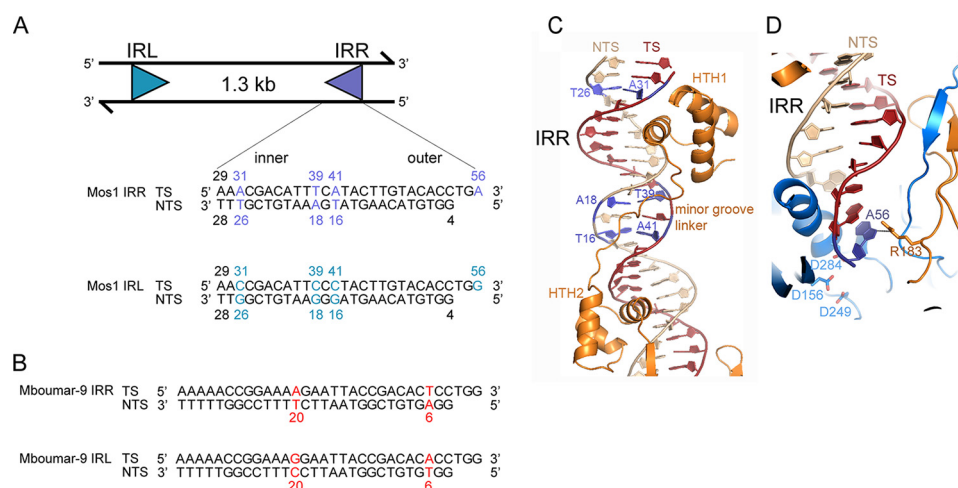 A
IRL IRR
5' 3'
1.3 kb
3' 5'
inner outer
29 31 39 41 56
Mos1 IRR TS 5' AAACGACATTTCATACTTGTACACCTGA 3'
NTS 3' TTTGCTGTAAAGTATGAACATGTGG 5'
28 26 18 16 4
29 31 39 41 56
Mos1 IRL TS 5' AACCGACATTCCCTACTTGTACACCTGG 3'
NTS 3' TTGGCTGTAAGGGATGAACATGTGG 5'
28 26 18 16 4
B
Mboumar-9 IRR TS 5' AAAAACCGGAAAAGAATTACCGACACTCCTGG 3'
NTS 3' TTTTTGGCCTTTTCTTAATGGCTGTGAGG 5'
20 6
Mboumar-9 IRL TS 5' AAAAACCGGAAAGGAATTACCGACACACCTGG 3'
NTS 3' TTTTTGGCCTTTCCTTAATGGCTGTGTGG 5'
20 6
C
NTS TS
HTH1
T26 A31
IRR
A18 T39
minor groove
linker
T16 A41
HTH2
D
NTS
TS
IRR
A56
R183
D284
D156
D249